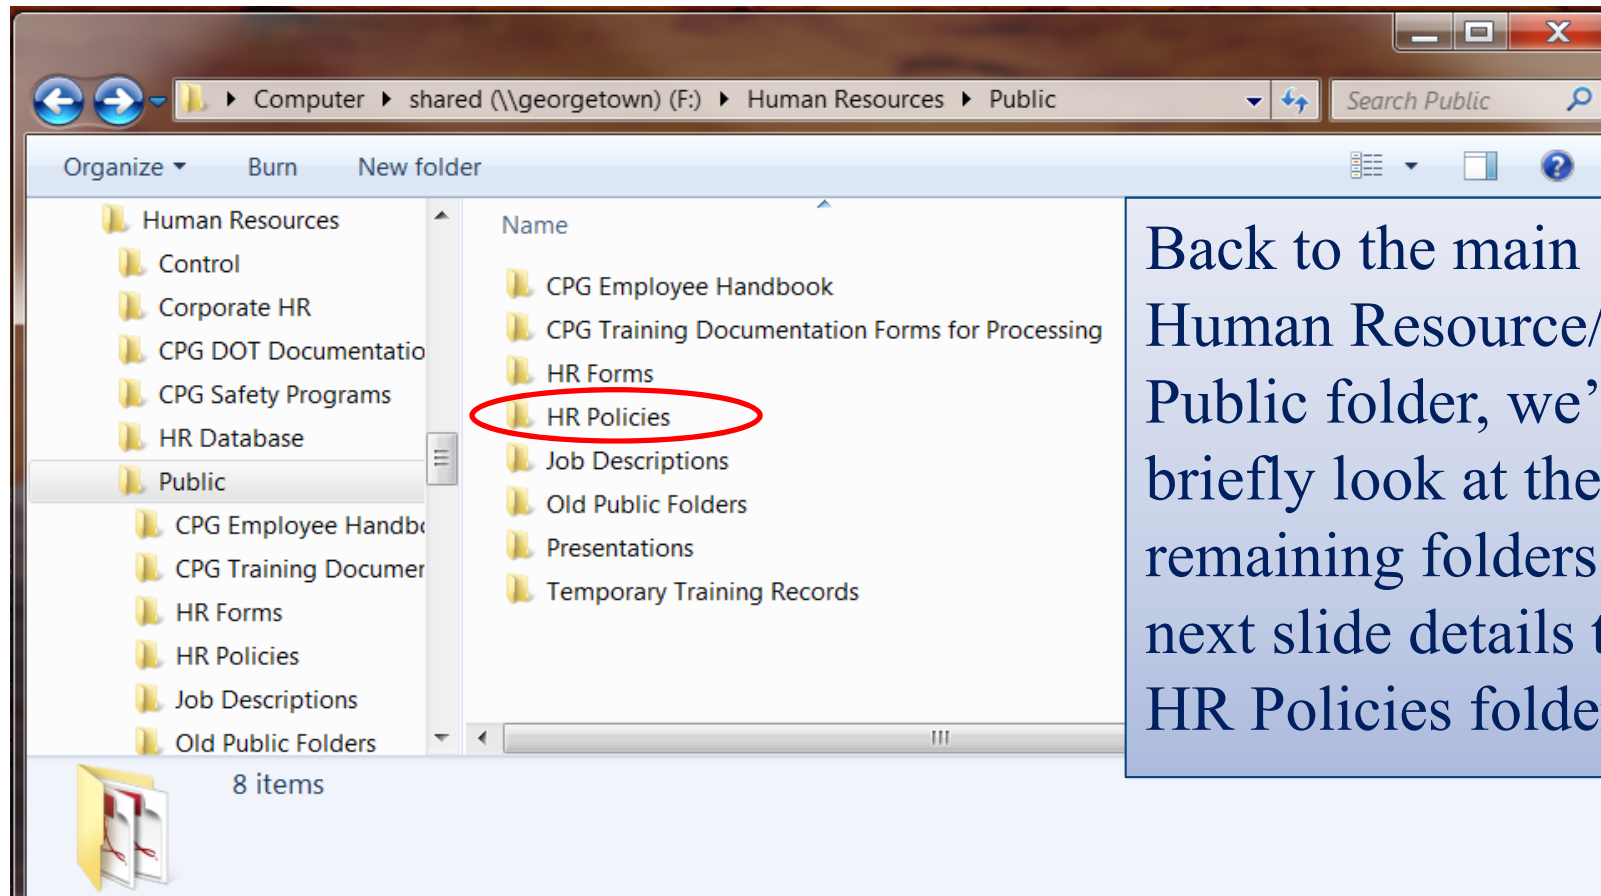 Computer ▸ shared (\\georgetown) (F:) ▸ Human Resources ▸ Public
Search Public
Organize Burn New folder
Human Resources
Control
Corporate HR
CPG DOT Documentatio
CPG Safety Programs
HR Database
Public
CPG Employee Handbo
CPG Training Documen
HR Forms
HR Policies
Job Descriptions
Old Public Folders
Name
CPG Employee Handbook
CPG Training Documentation Forms for Processing
HR Forms
HR Policies
Job Descriptions
Old Public Folders
Presentations
Temporary Training Records
Back to the main
Human Resource/
Public folder, we’
briefly look at the
remaining folders
next slide details t
HR Policies folde
8 items